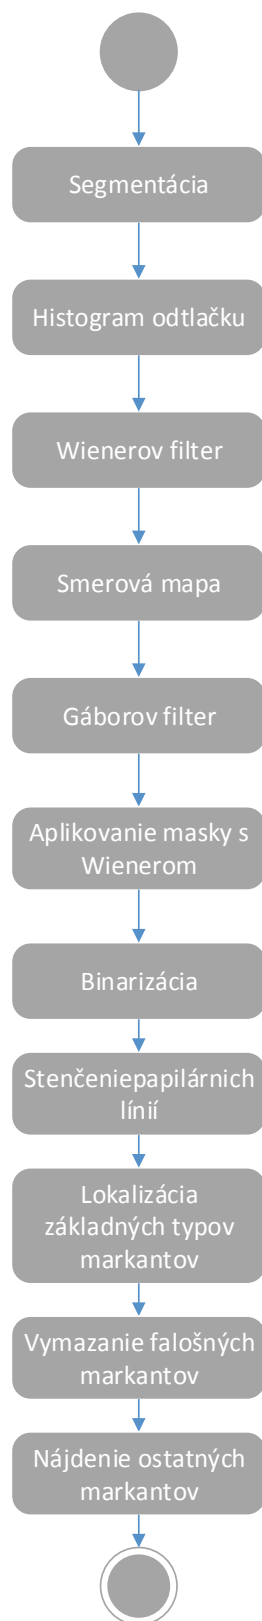 Segmentácia
Histogram odtlačku
Wienerov filter
Smerová mapa
Gáborov filter
Aplikovanie masky s
Wienerom
Binarizácia
Stenčeniepapilárnich
línií
Lokalizácia
základných typov
markantov
Vymazanie falošných
markantov
Nájdenie ostatných
markantov